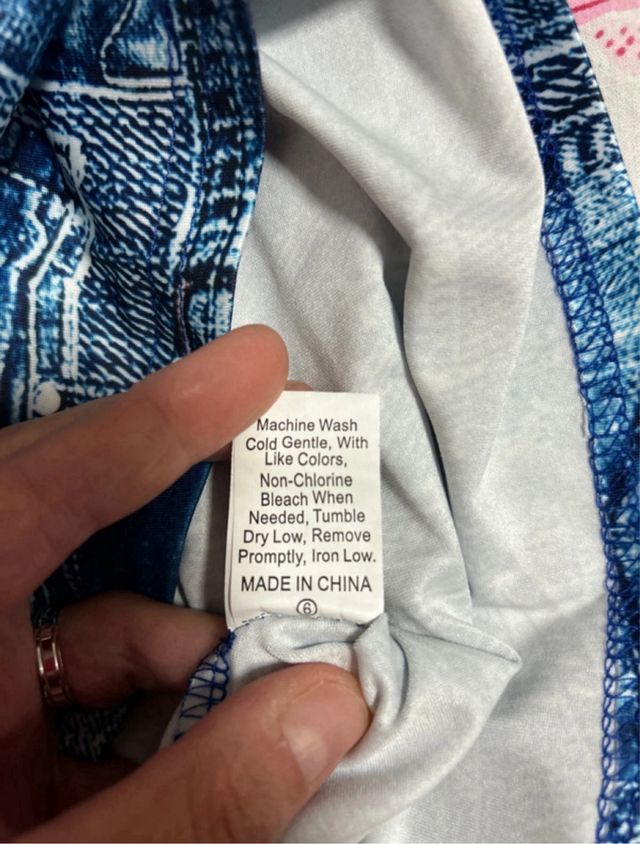 Machine Wash
Cold Gentle, With
Like Colors,
Non-Chlorine
Bleach When
Needed, Tumble
Dry Low, Remove
Promptly, Iron Low.
MADE IN CHINA
⑥